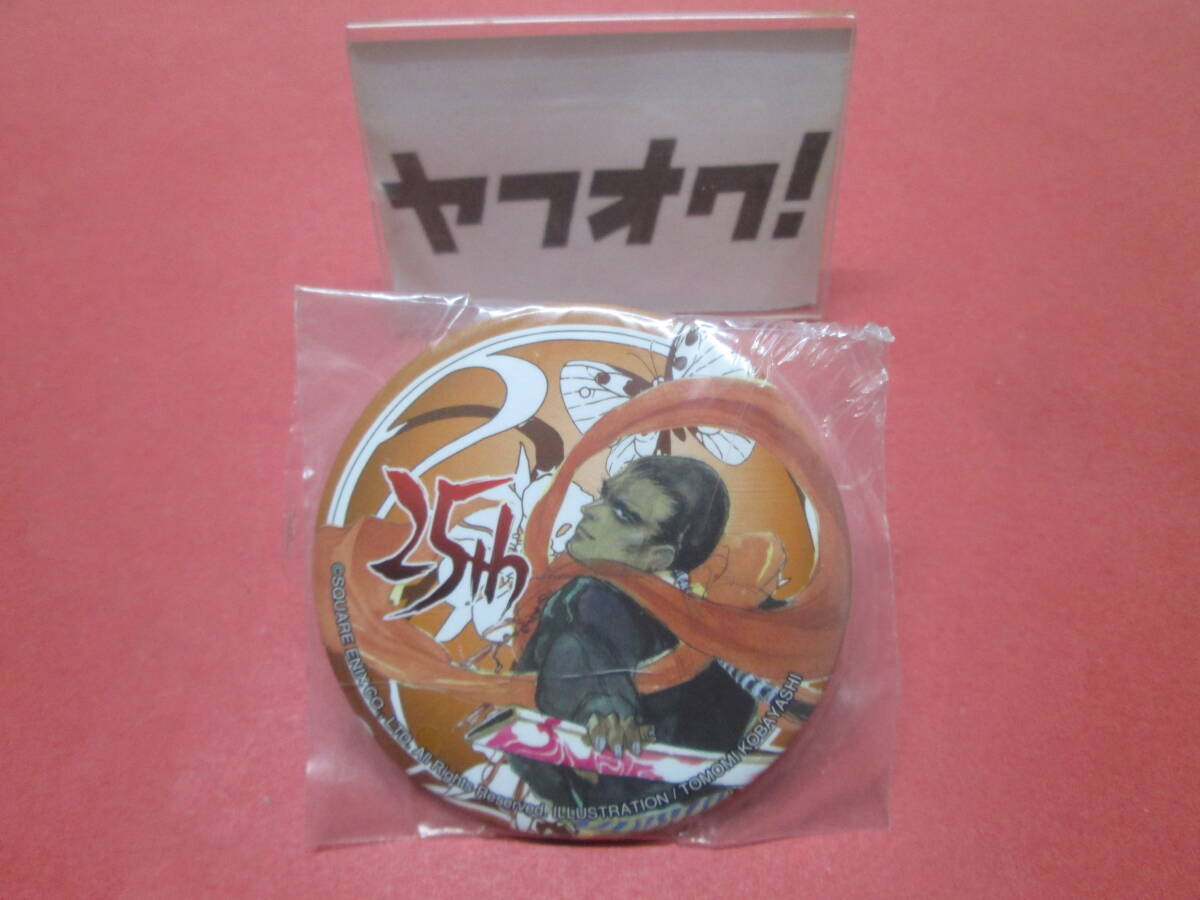 ヤフオク!
25th
©SQUARE ENIX CO., LTD. All Rights Reserved. ILLUSTRATION / TOMOMI KOBAYASHI